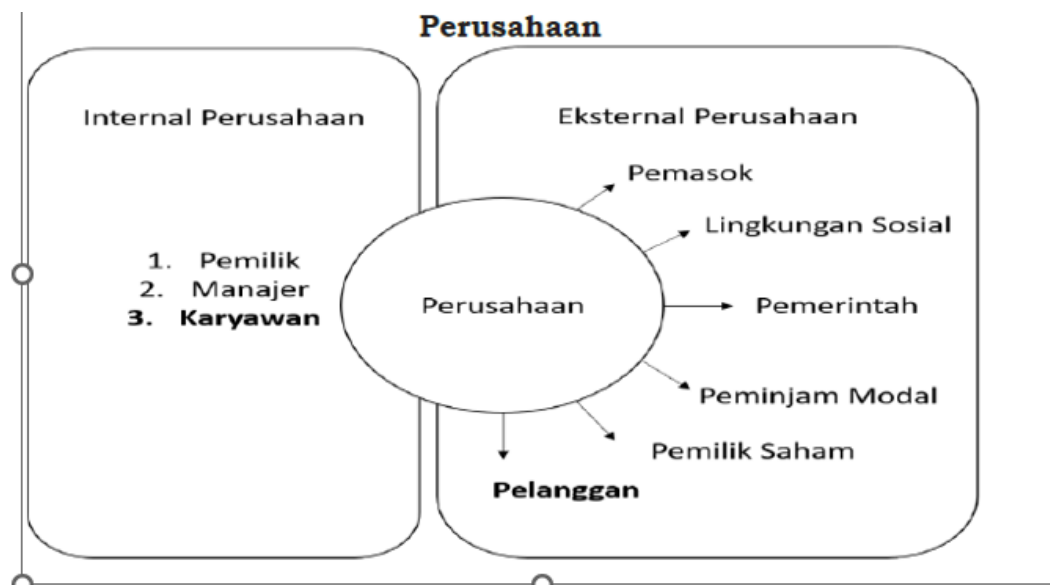 Perusahaan
Internal Perusahaan
1. Pemilik
2. Manajer
3. Karyawan
Perusahaan
Eksternal Perusahaan
Pemasok
Lingkungan Sosial
Pemerintah
Peminjam Modal
Pemilik Saham
Pelanggan